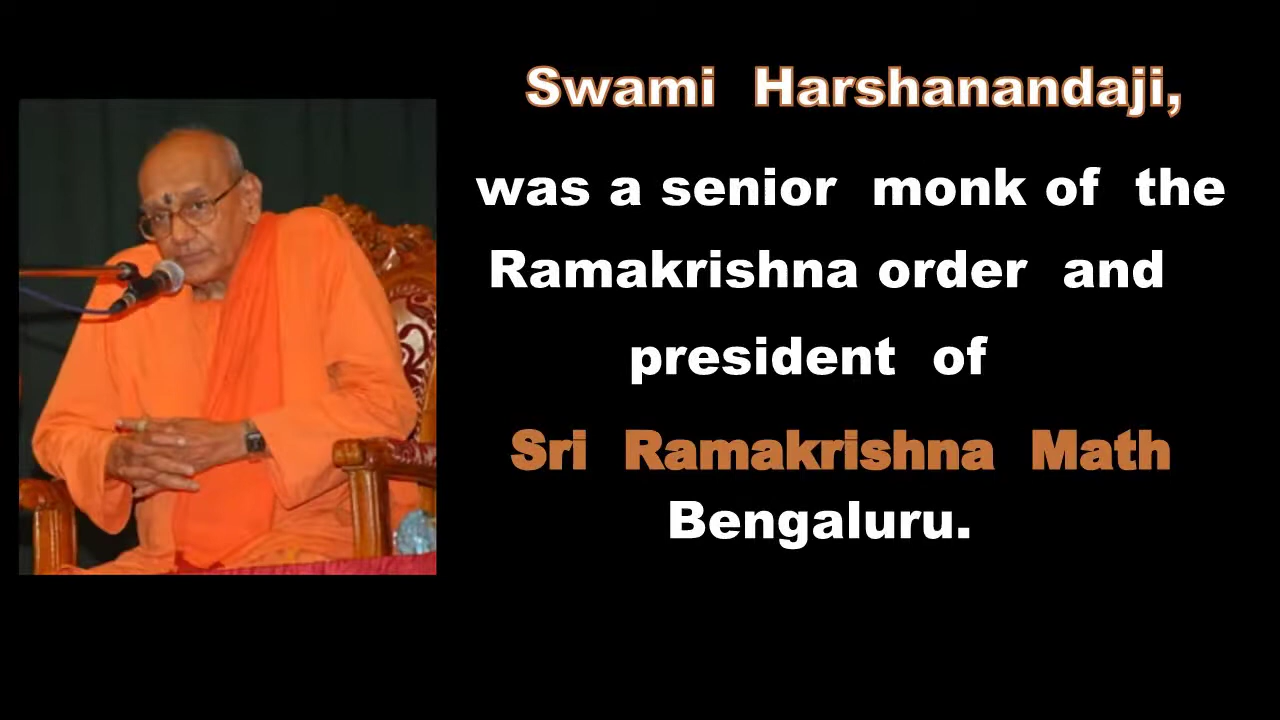 Swami Harshanandaji,
was a senior monk of the
Ramakrishna order and
president of
Sri Ramakrishna Math
Bengaluru.